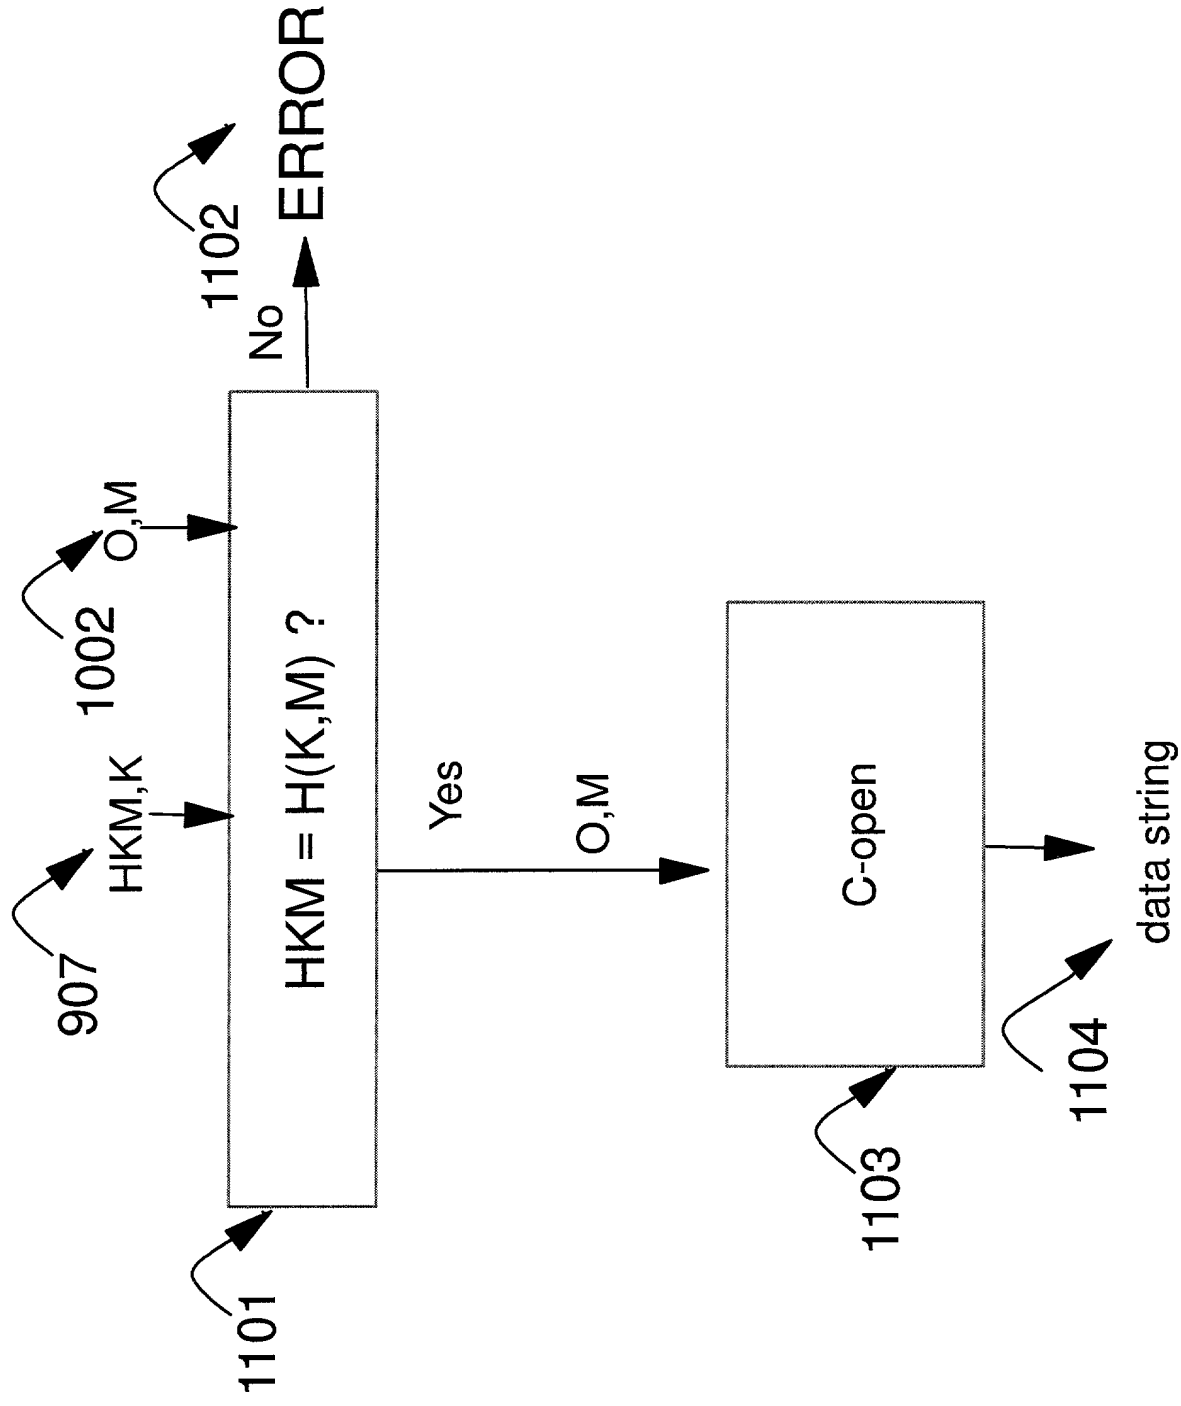 907
1002
HKM,K
O,M
1102
1101
HKM = H(K,M) ?
No
ERROR
Yes
O,M
1103
C-open
1104
data string